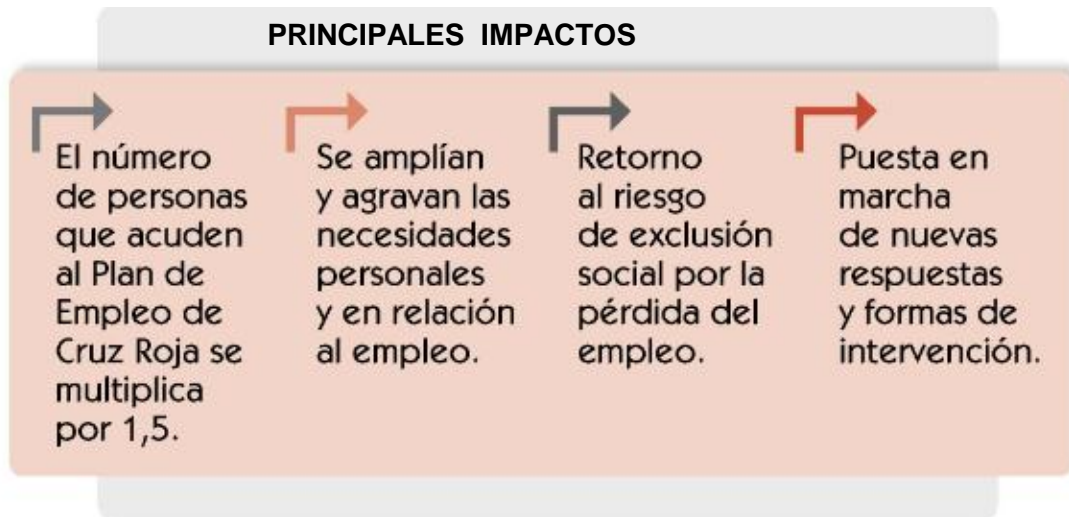 PRINCIPALES IMPACTOS
El número
de personas
que acuden
al Plan de
Empleo de
Cruz Roja se
multiplica
por 1,5.
Se amplían
y agravan las
necesidades
personales
y en relación
al empleo.
Retorno
al riesgo
de exclusión
social por la
pérdida del
empleo.
Puesta en
marcha
de nuevas
respuestas
y formas de
intervención.